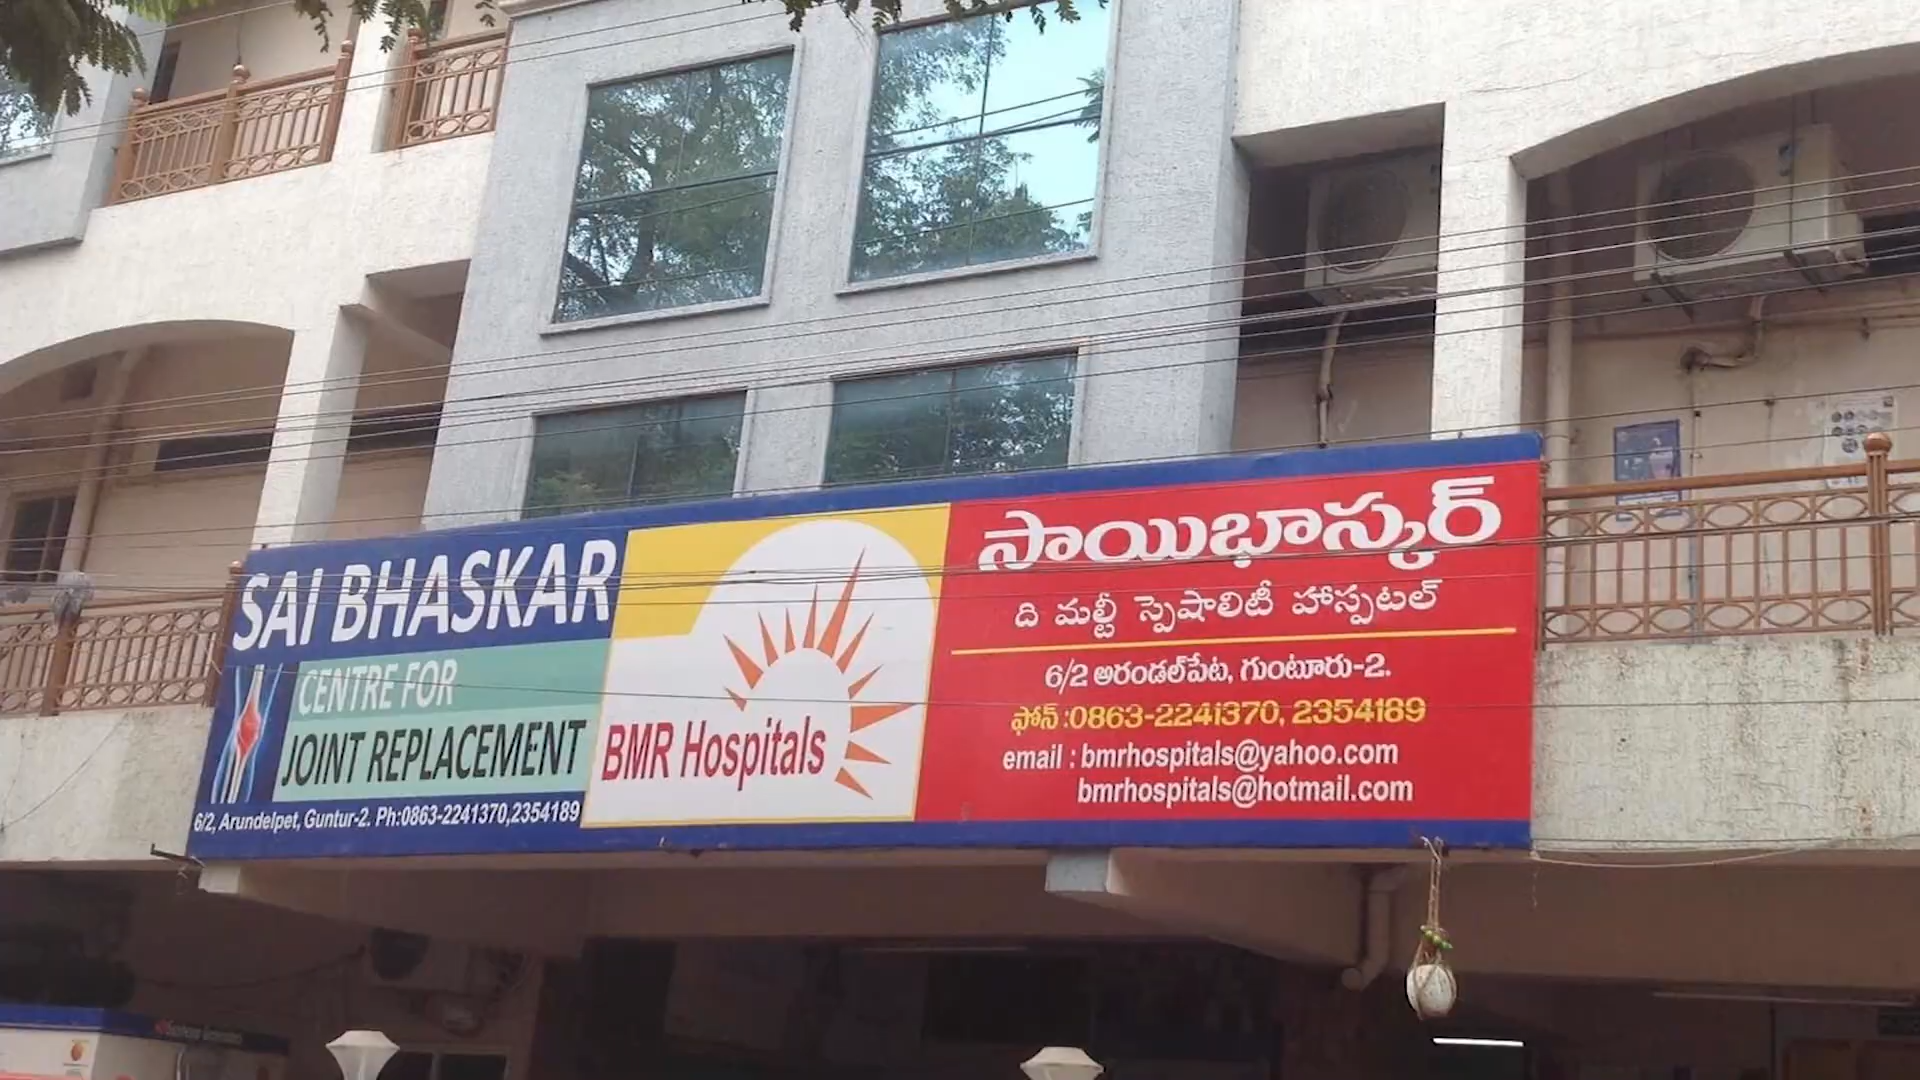 SAI BHASKAR
CENTRE FOR
JOINT REPLACEMENT
6/2, Arundelpet, Guntur-2. Ph:0863-2241370,2354189
BMR Hospitals
సాయిభాస్కర్
ది మల్టీ స్పెషాలిటీ హాస్పటల్
6/2 అరండల్‌పేట, గుంటూరు-2.
ఫోన్ :0863-2241370, 2354189
email : bmrhospitals@yahoo.com
bmrhospitals@hotmail.com